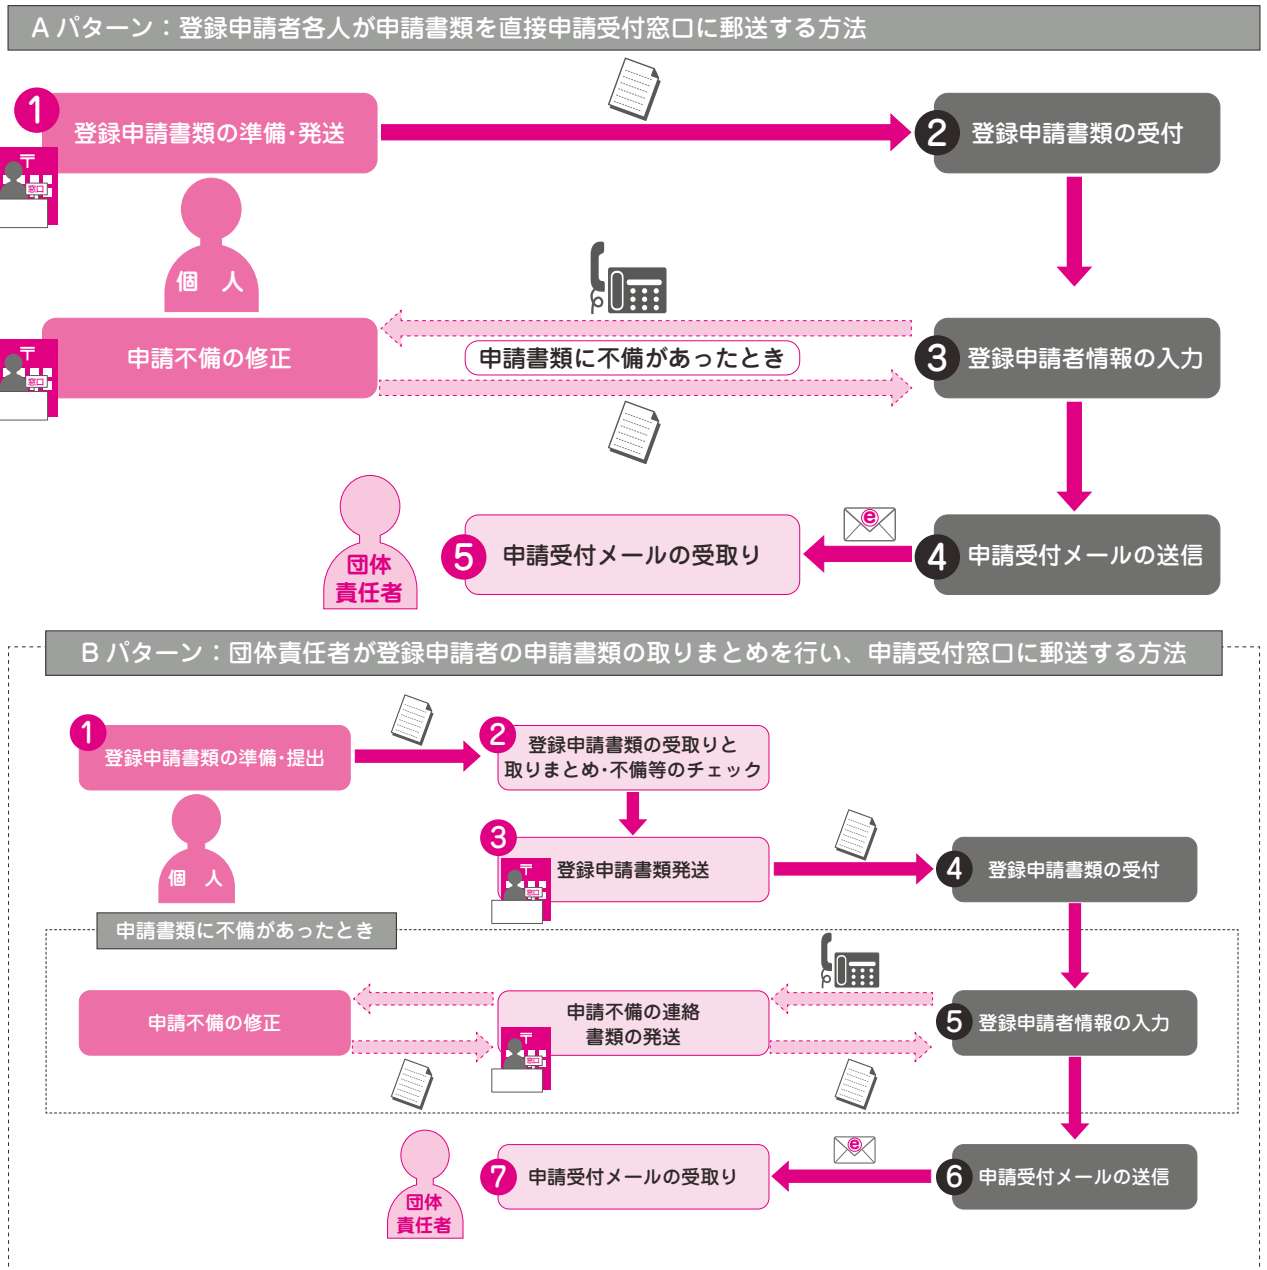 A パターン：登録申請者各人が申請書類を直接申請受付窓口に郵送する方法
1
登録申請書類の準備･発送
2
登録申請書類の受付
〒
窓口
個 人
申請不備の修正
〒
窓口
申請書類に不備があったとき
3
登録申請者情報の入力
団体
責任者
5
申請受付メールの受取り
e
4
申請受付メールの送信
B パターン：団体責任者が登録申請者の申請書類の取りまとめを行い、申請受付窓口に郵送する方法
1
登録申請書類の準備･提出
2
登録申請書類の受取りと
取りまとめ･不備等のチェック
個 人
3
登録申請書類発送
〒
窓口
4
登録申請書類の受付
申請書類に不備があったとき
申請不備の修正
申請不備の連絡
書類の発送
〒
窓口
5
登録申請者情報の入力
団体
責任者
7
申請受付メールの受取り
e
6
申請受付メールの送信